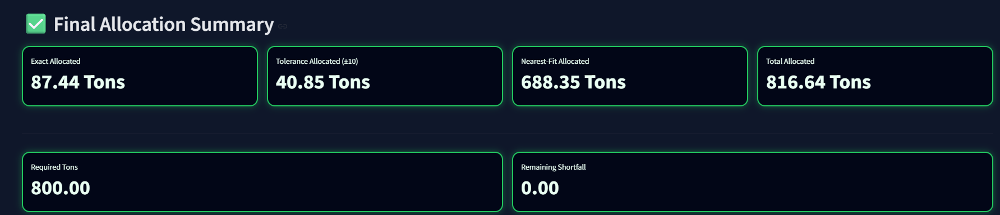 ✅ Final Allocation Summary
Exact Allocated
87.44 Tons
Tolerance Allocated (±10)
40.85 Tons
Nearest-Fit Allocated
688.35 Tons
Total Allocated
816.64 Tons
Required Tons
800.00
Remaining Shortfall
0.00